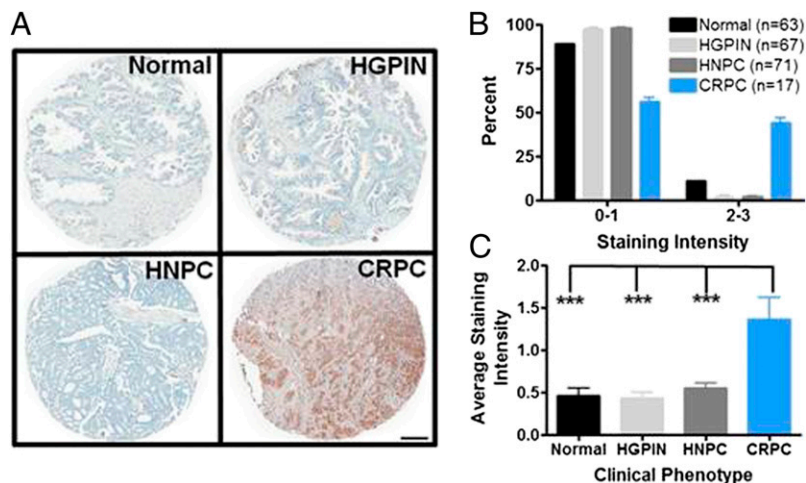 A
Normal
HGPIN
HNPC
CRPC
B
100
75
50
25
0
Percent
Normal (n=63)
HGPIN (n=67)
HNPC (n=71)
CRPC (n=17)
0-1
2-3
Staining Intensity
C
2.0
1.5
1.0
0.5
0.0
Average Staining
Intensity
***
***
***
Normal
HGPIN
HNPC
CRPC
Clinical Phenotype